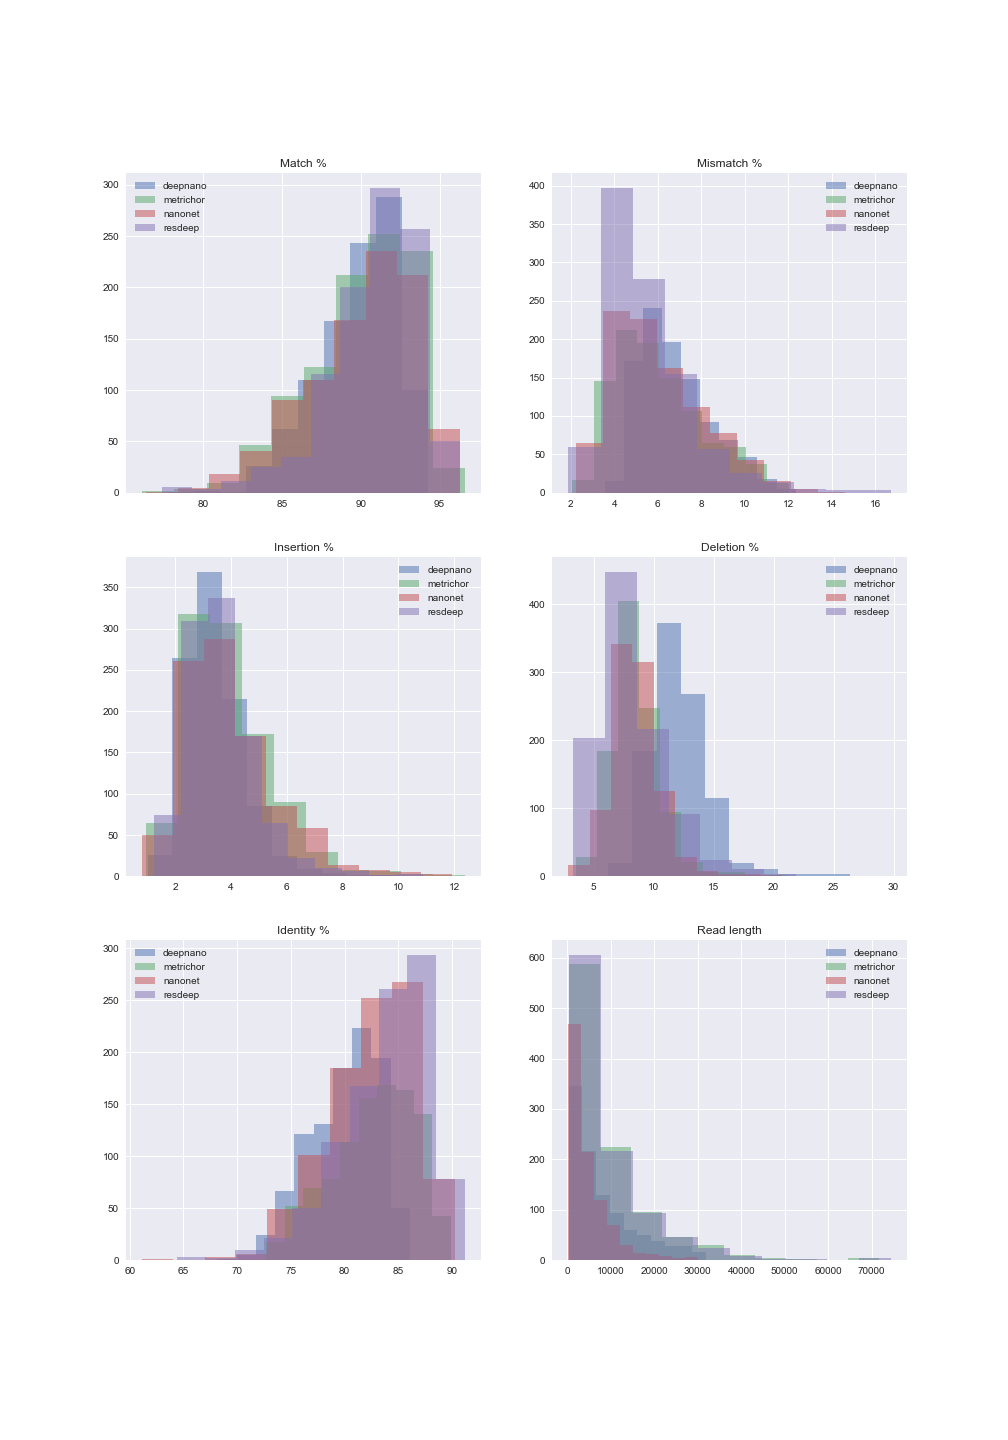 Match %
300
250
200
150
100
50
0
80 85 90 95
deepnano
metrichor
nanonet
resdeep
Mismatch %
400
350
300
250
200
150
100
50
0
2 4 6 8 10 12 14 16
deepnano
metrichor
nanonet
resdeep
Insertion %
350
300
250
200
150
100
50
0
2 4 6 8 10 12
deepnano
metrichor
nanonet
resdeep
Deletion %
400
300
200
100
0
5 10 15 20 25 30
deepnano
metrichor
nanonet
resdeep
Identity %
300
250
200
150
100
50
0
60 65 70 75 80 85 90
deepnano
metrichor
nanonet
resdeep
Read length
600
500
400
300
200
100
0
0 10000 20000 30000 40000 50000 60000 70000
deepnano
metrichor
nanonet
resdeep